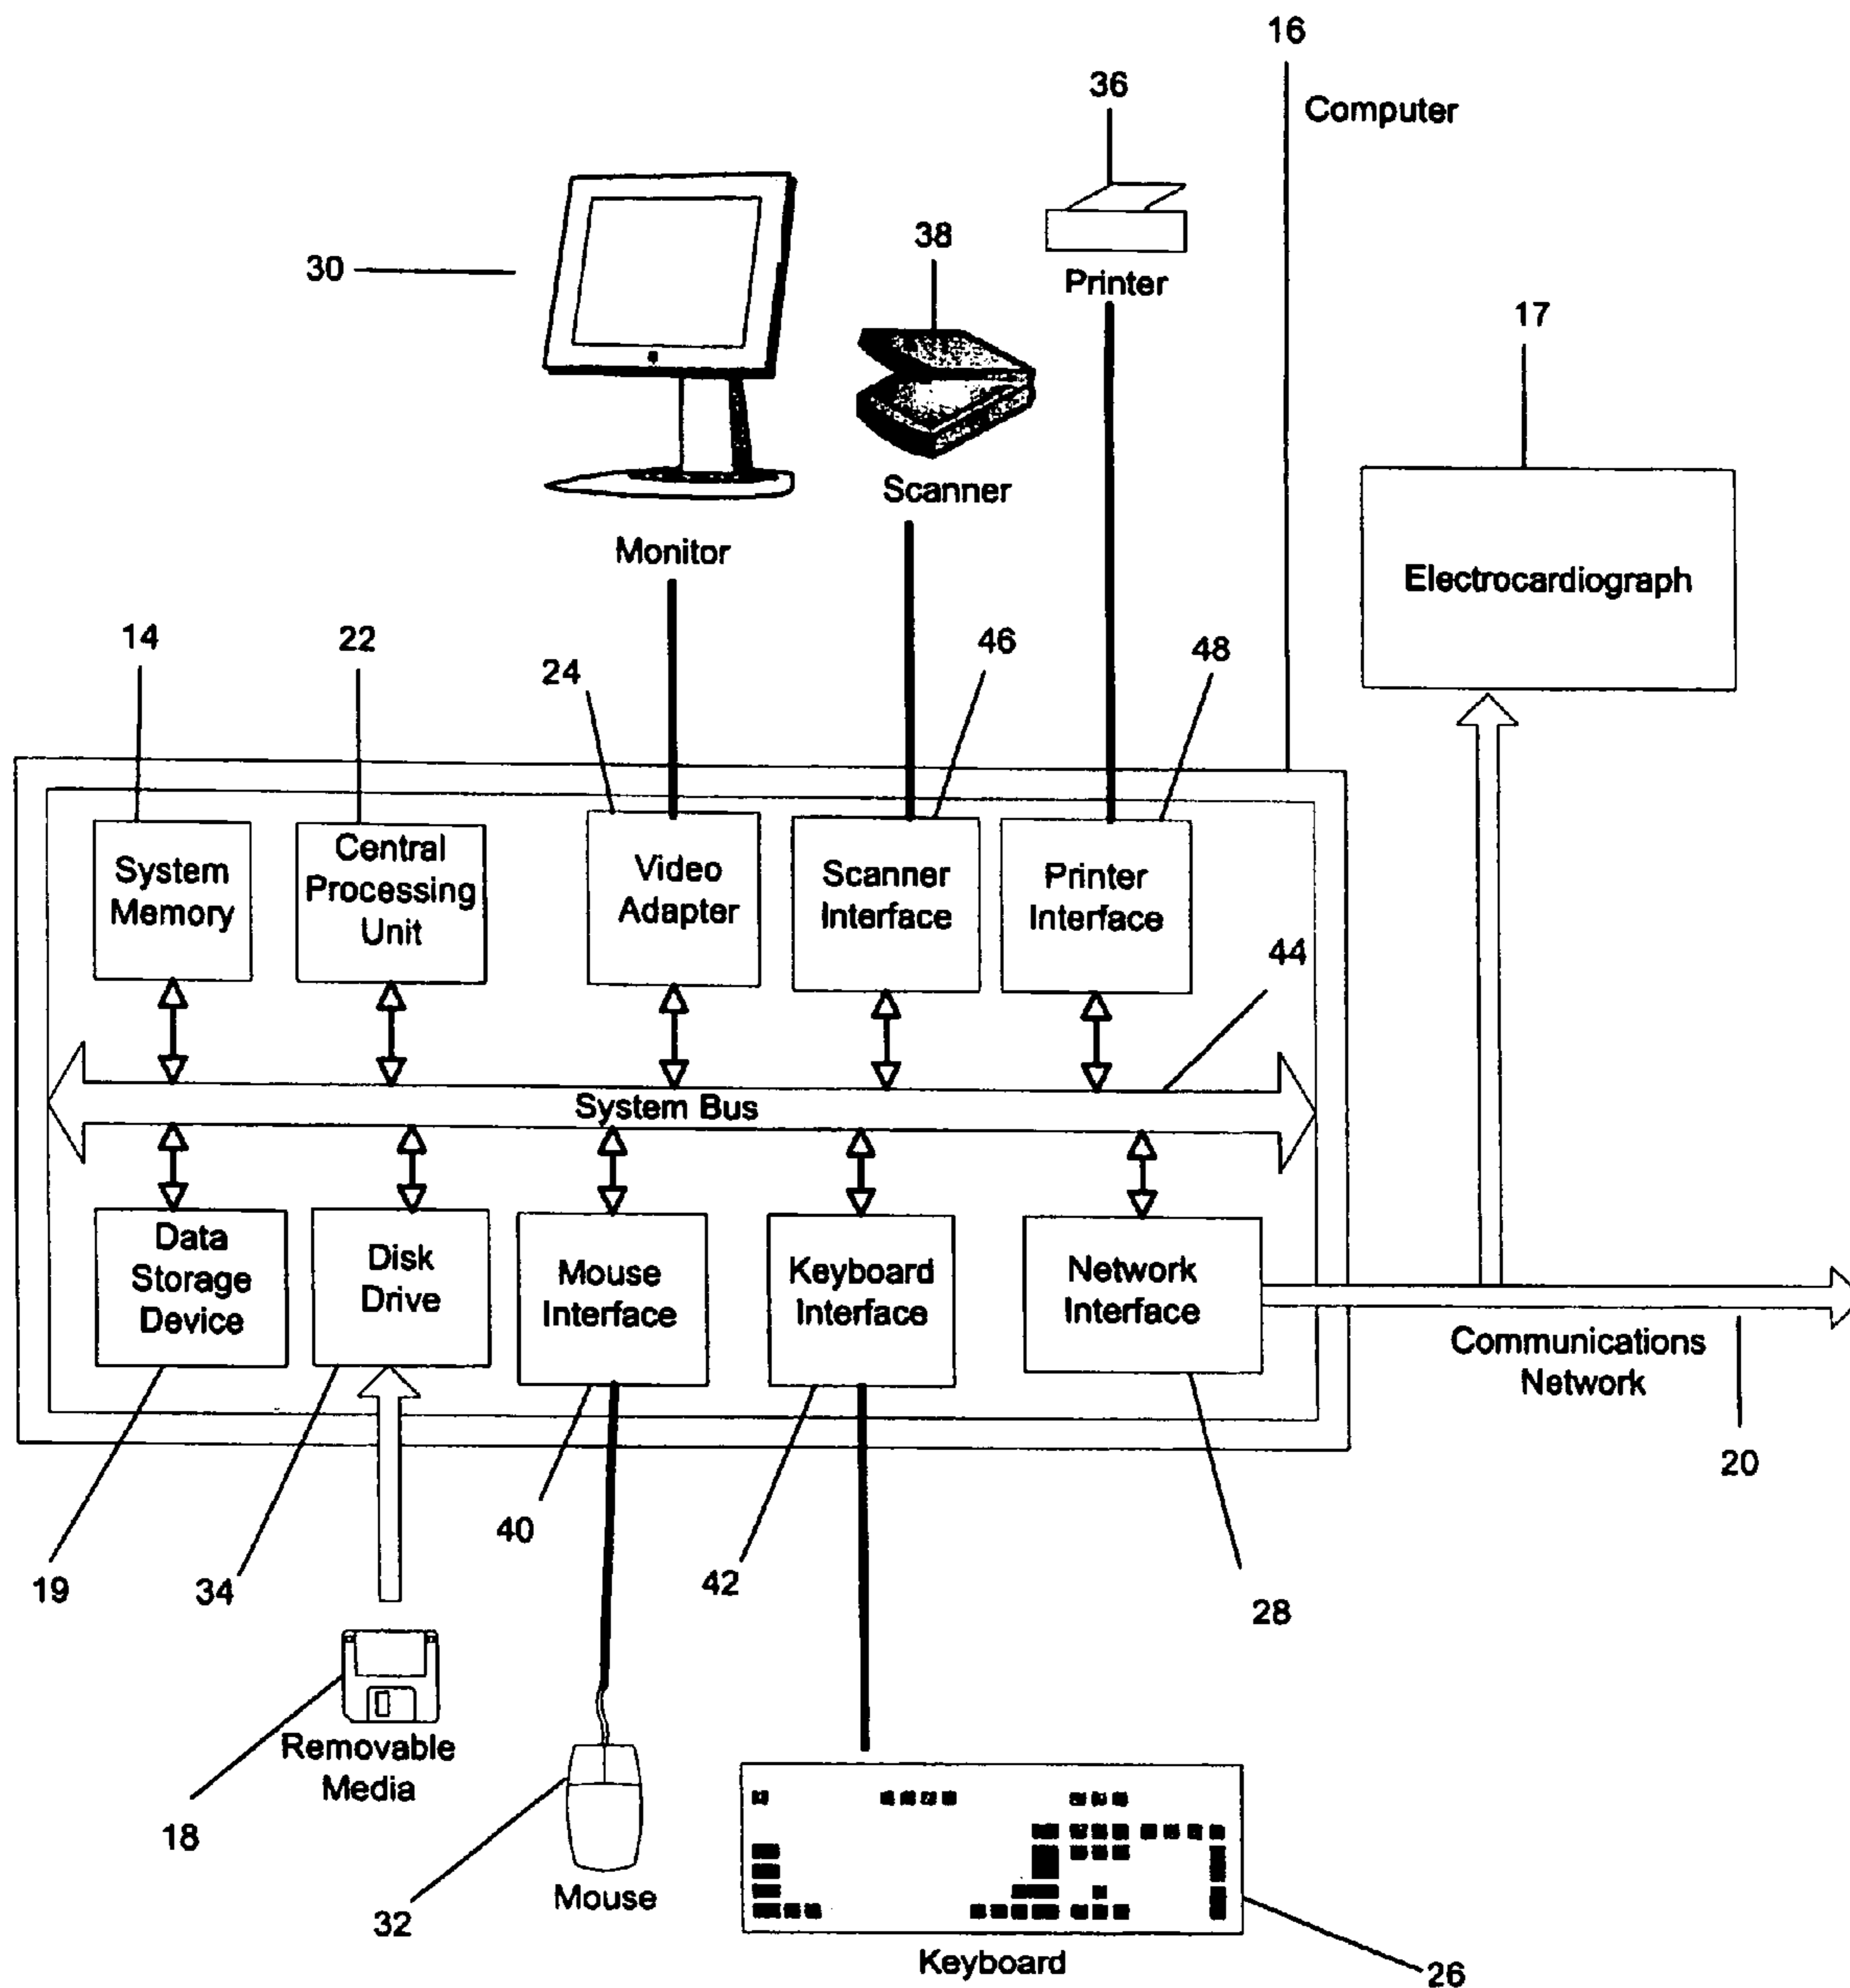 16
36
Computer
38
30
Printer
17
Scanner
Monitor
Electrocardiograph
14
22
24
46
48
System
Memory
Central
Processing
Unit
Video
Adapter
Scanner
Interface
Printer
Interface
44
System Bus
Data
Storage
Device
Disk
Drive
Mouse
Interface
Keyboard
Interface
Network
Interface
Communications
Network
20
40
42
19
34
28
Removable
Media
18
Mouse
32
Keyboard
26